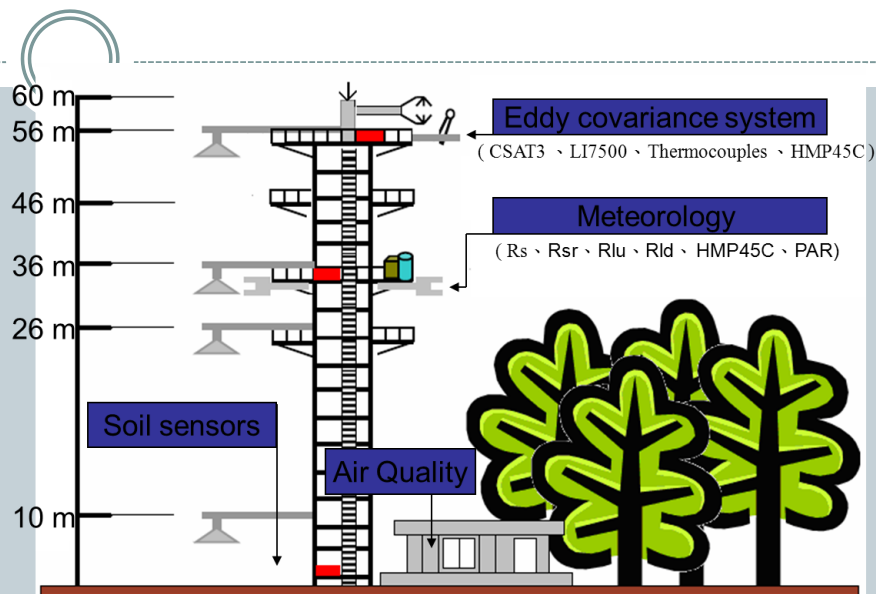 60 m
56 m
Eddy covariance system
( CSAT3 、LI7500、Thermocouples 、HMP45C )
46 m
Meteorology
( Rs、Rsr、Rlu、Rld、HMP45C、PAR)
36 m
26 m
Soil sensors
Air Quality
10 m